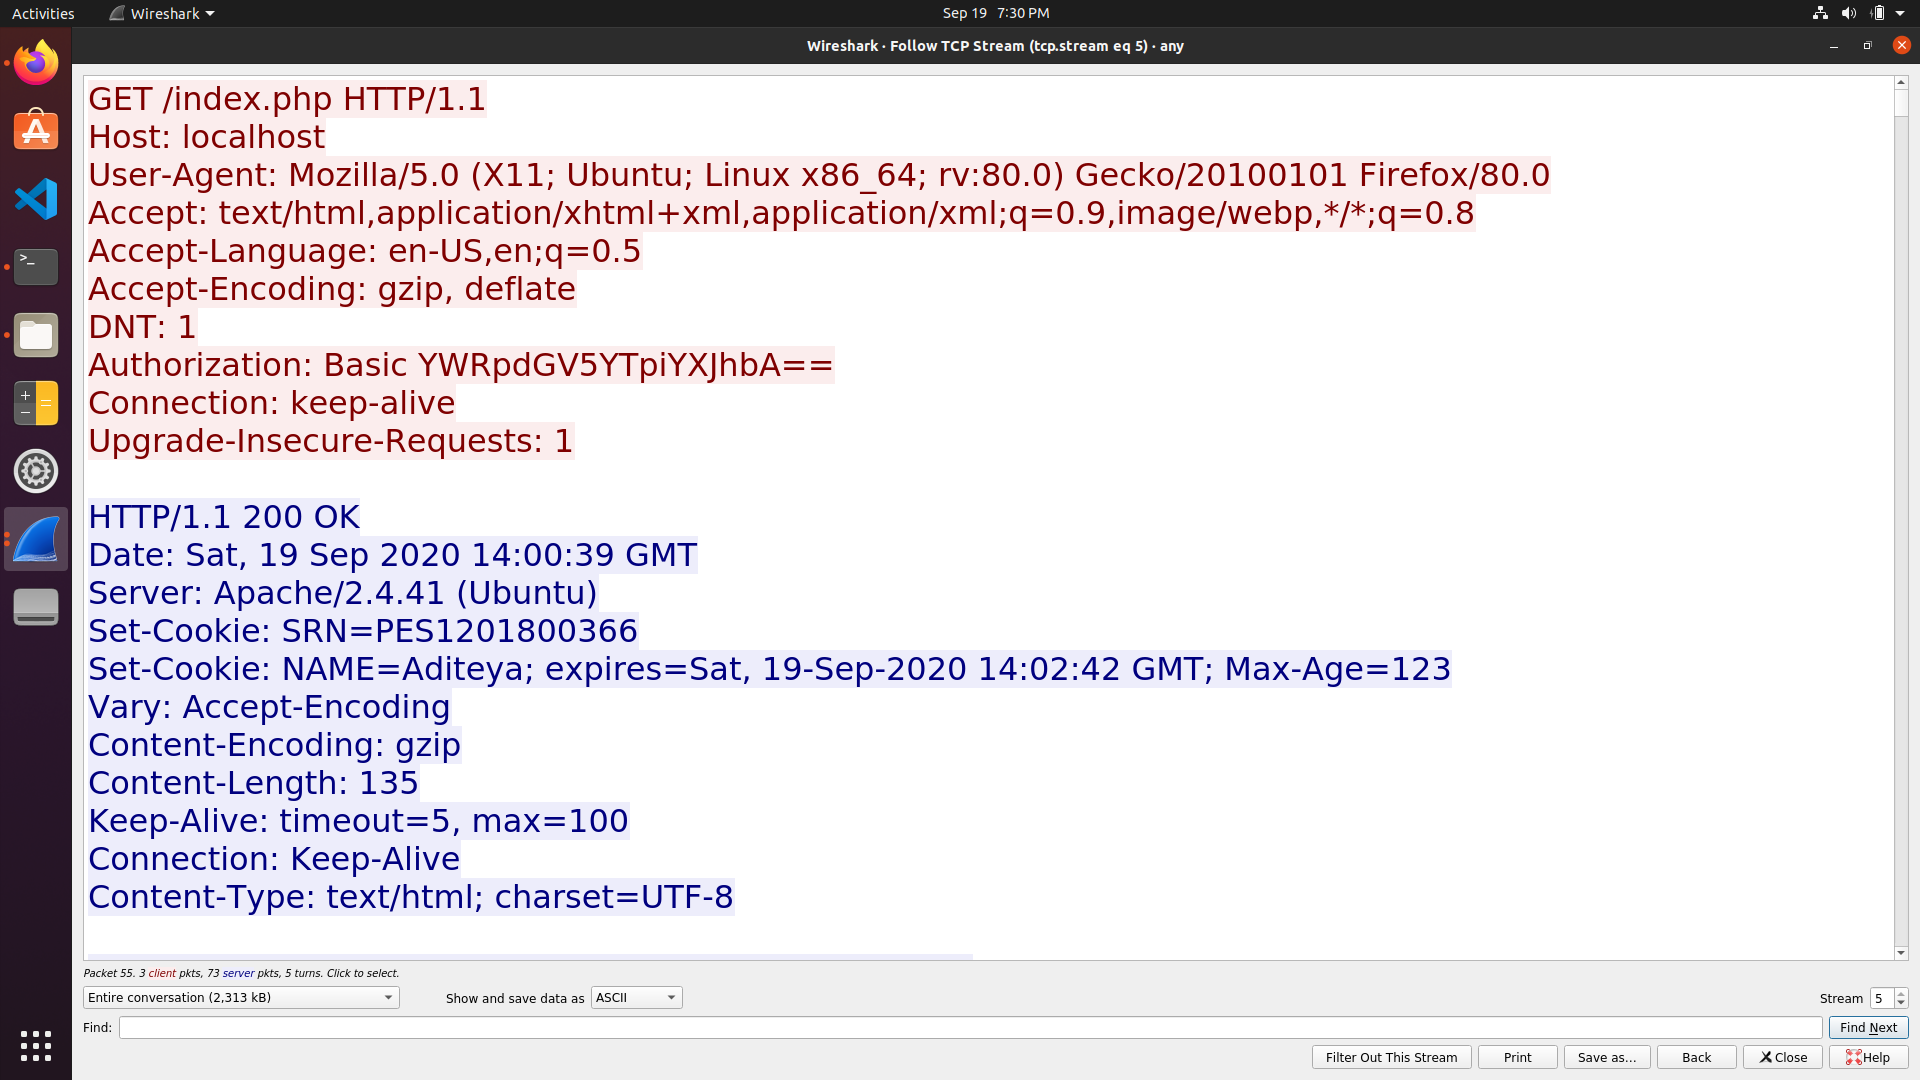 Activities Wireshark Sep 19 7:30 PM
Wireshark · Follow TCP Stream (tcp.stream eq 5) · any
GET /index.php HTTP/1.1
Host: localhost
User-Agent: Mozilla/5.0 (X11; Ubuntu; Linux x86_64; rv:80.0) Gecko/20100101 Firefox/80.0
Accept: text/html,application/xhtml+xml,application/xml;q=0.9,image/webp,*/*;q=0.8
Accept-Language: en-US,en;q=0.5
Accept-Encoding: gzip, deflate
DNT: 1
Authorization: Basic YWRpdGV5YTpiYXJhbA==
Connection: keep-alive
Upgrade-Insecure-Requests: 1
HTTP/1.1 200 OK
Date: Sat, 19 Sep 2020 14:00:39 GMT
Server: Apache/2.4.41 (Ubuntu)
Set-Cookie: SRN=PES1201800366
Set-Cookie: NAME=Aditeya; expires=Sat, 19-Sep-2020 14:02:42 GMT; Max-Age=123
Vary: Accept-Encoding
Content-Encoding: gzip
Content-Length: 135
Keep-Alive: timeout=5, max=100
Connection: Keep-Alive
Content-Type: text/html; charset=UTF-8
Packet 55. 3 client pkts, 73 server pkts, 5 turns. Click to select.
Entire conversation (2,313 kB) Show and save data as ASCII Stream 5
Find: Find Next
Filter Out This Stream Print Save as… Back Close Help